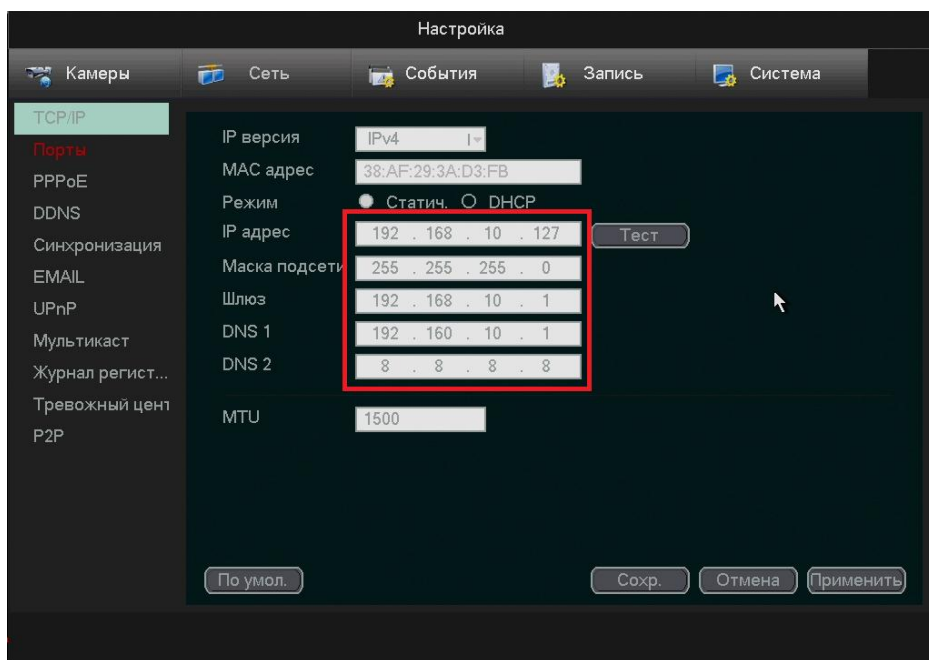 Настройка
Камеры Сеть События Запись Система
TCP/IP
Порты
PPPoE
DDNS
Синхронизация
EMAIL
UPnP
Мультикаст
Журнал регист...
Тревожный цент
P2P
IP версия IPv4
MAC адрес 38:AF:29:3A:D3:FB
Режим Статич. DHCP
IP адрес 192 . 168 . 10 . 127 Тест
Маска подсети 255 . 255 . 255 . 0
Шлюз 192 . 168 . 10 . 1
DNS 1 192 . 160 . 10 . 1
DNS 2 8 . 8 . 8 . 8
MTU 1500
По умол. Сохр. Отмена Применить